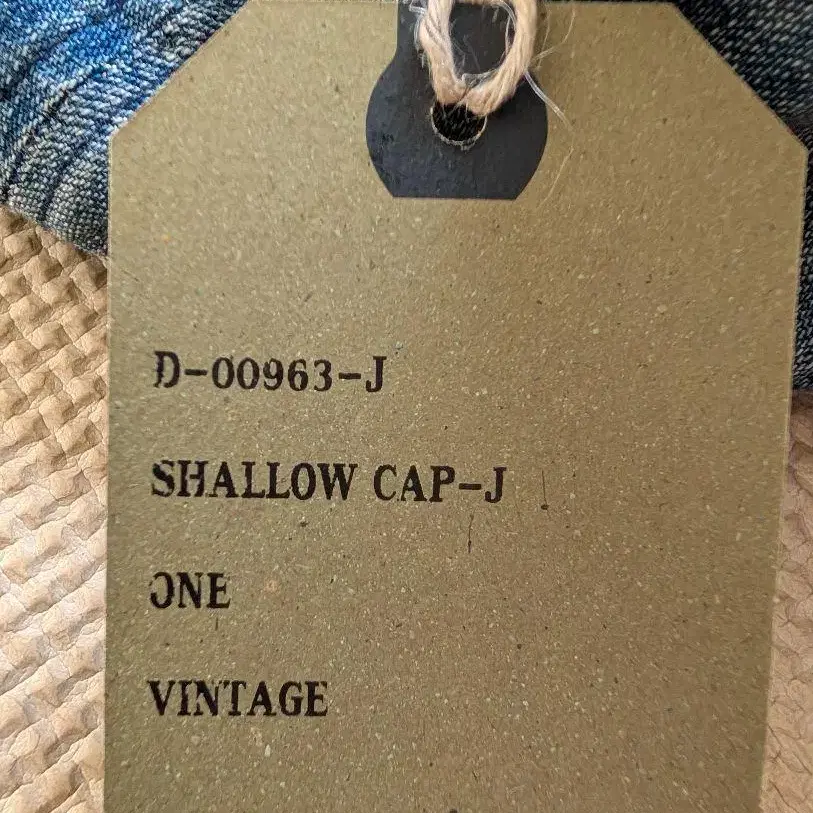 D-00963-J
SHALLOW CAP-J
ONE
VINTAGE